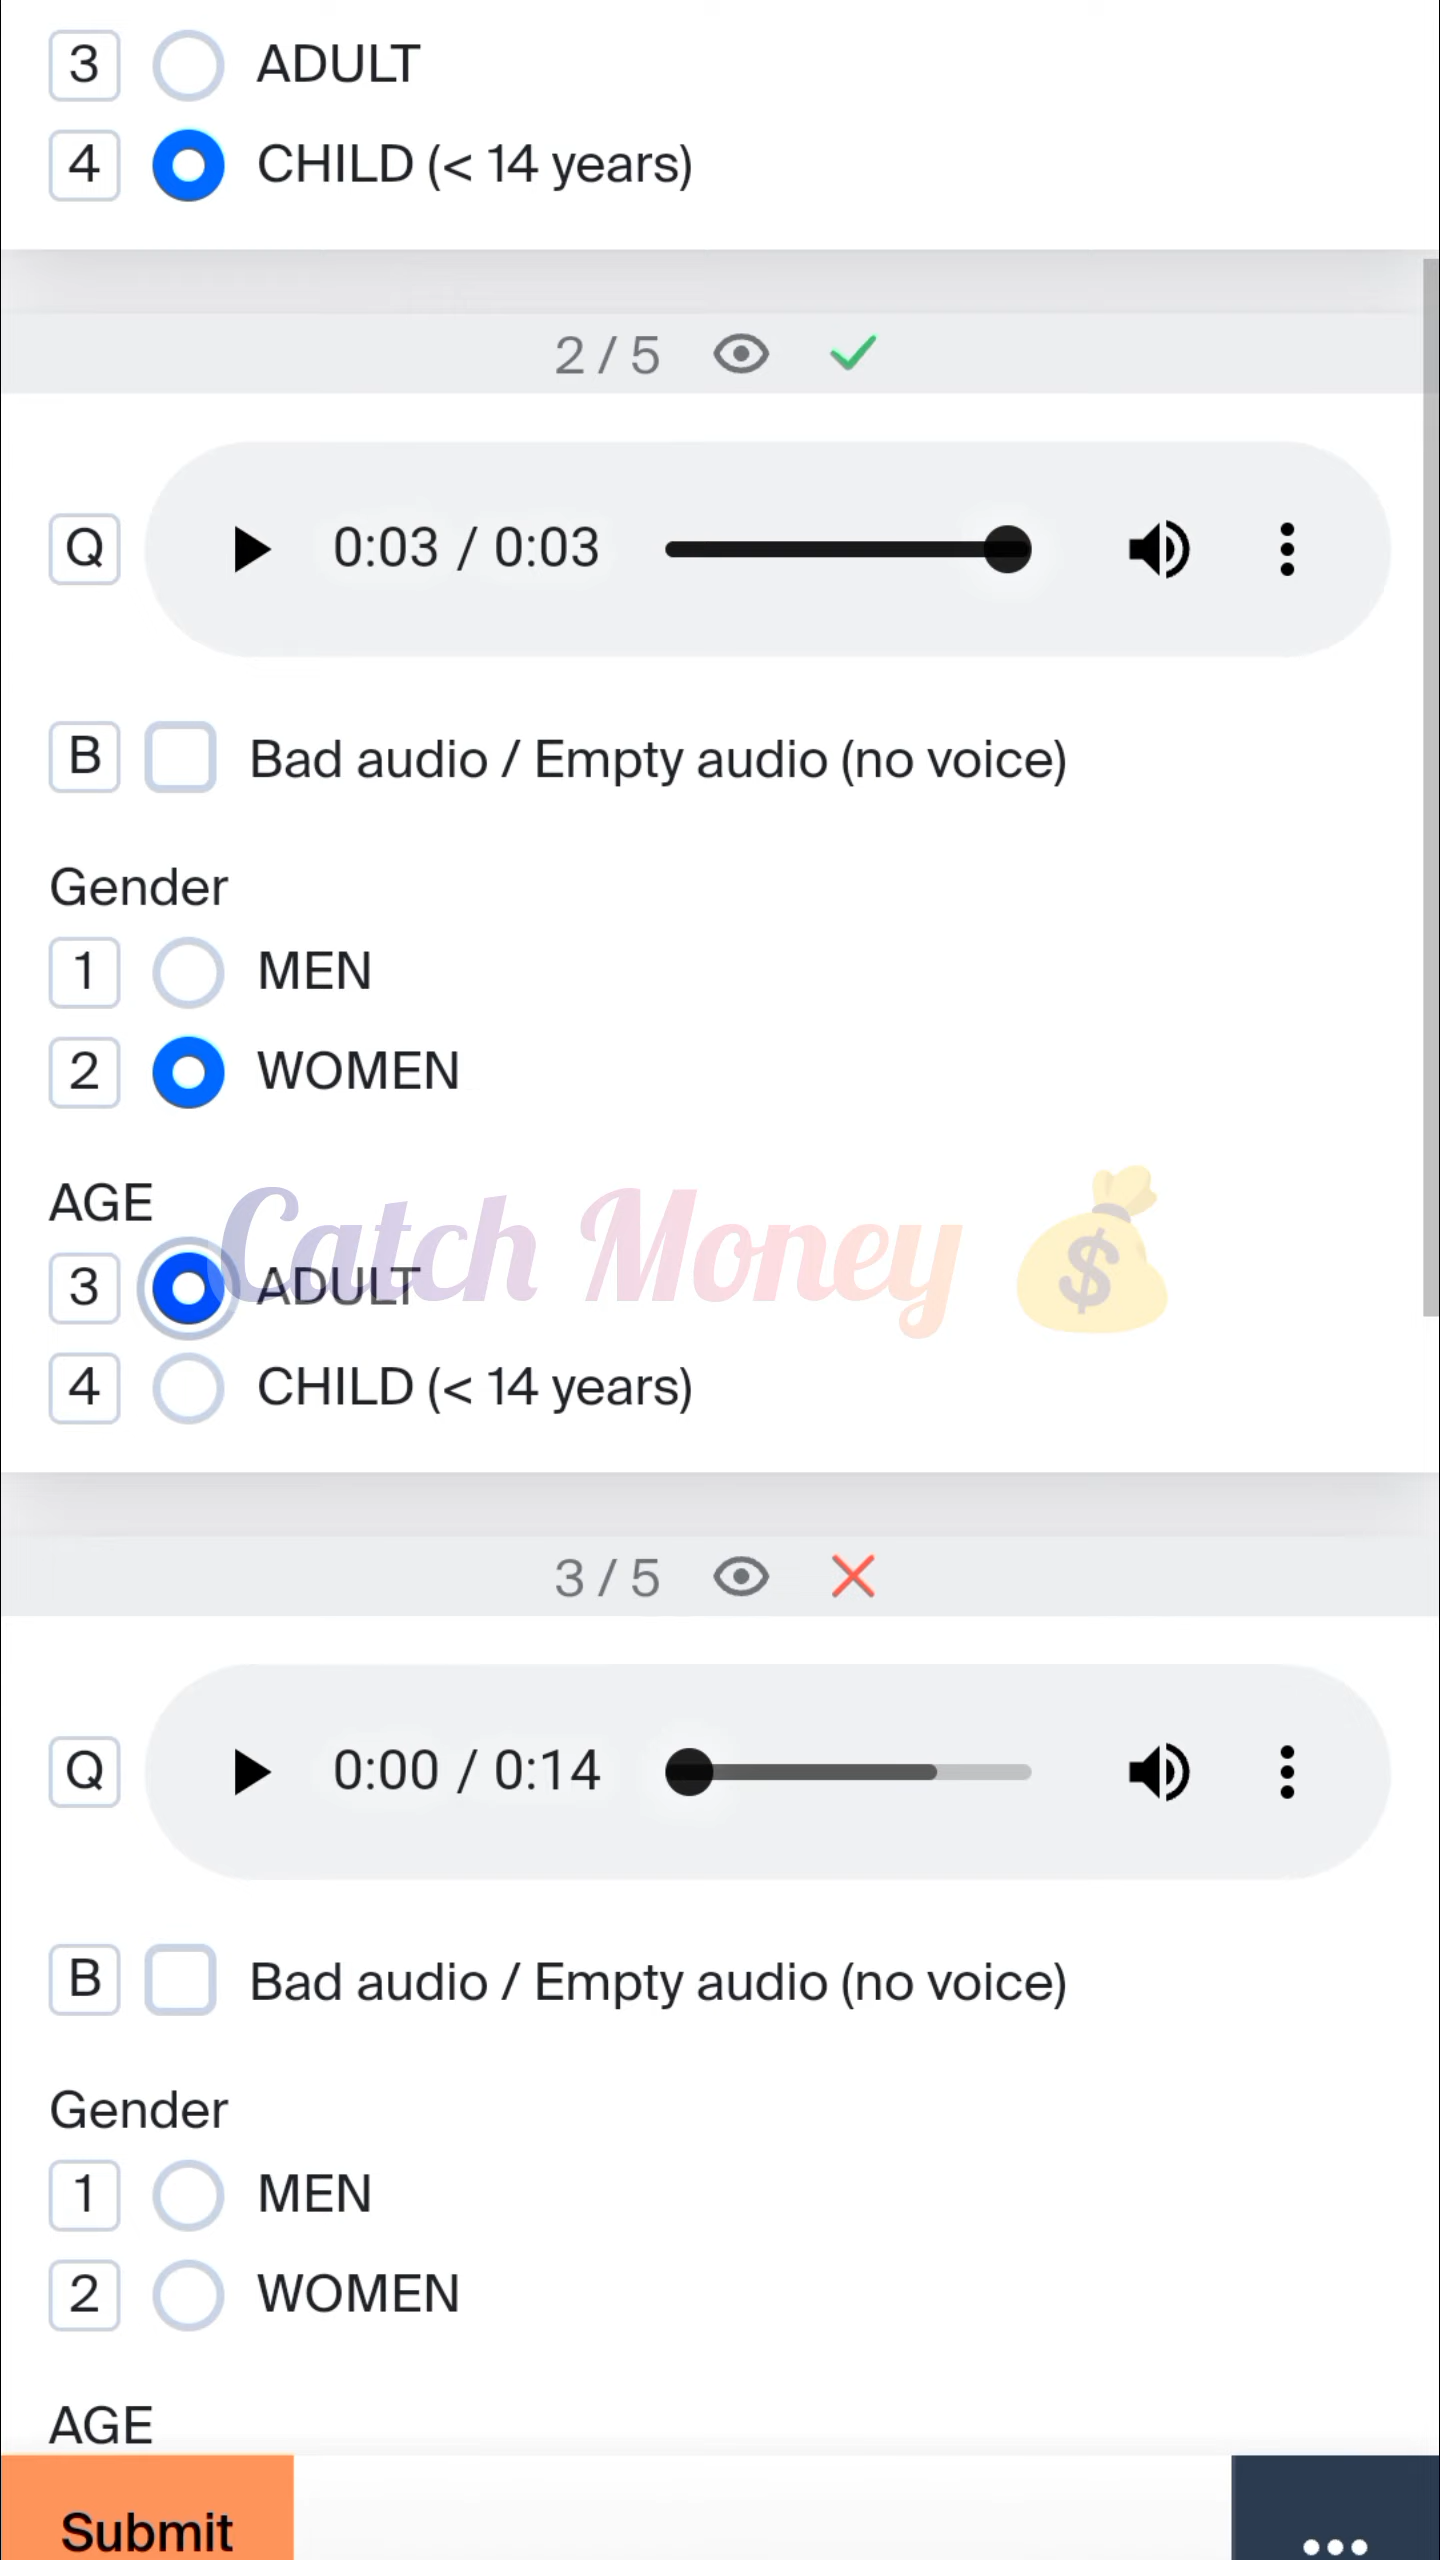 3 ADULT
4 CHILD (< 14 years)
2 / 5
Q 0:03 / 0:03
B Bad audio / Empty audio (no voice)
Gender
1 MEN
2 WOMEN
AGE
Catch Money
3 ADULT
4 CHILD (< 14 years)
3 / 5
Q 0:00 / 0:14
B Bad audio / Empty audio (no voice)
Gender
1 MEN
2 WOMEN
AGE
Submit